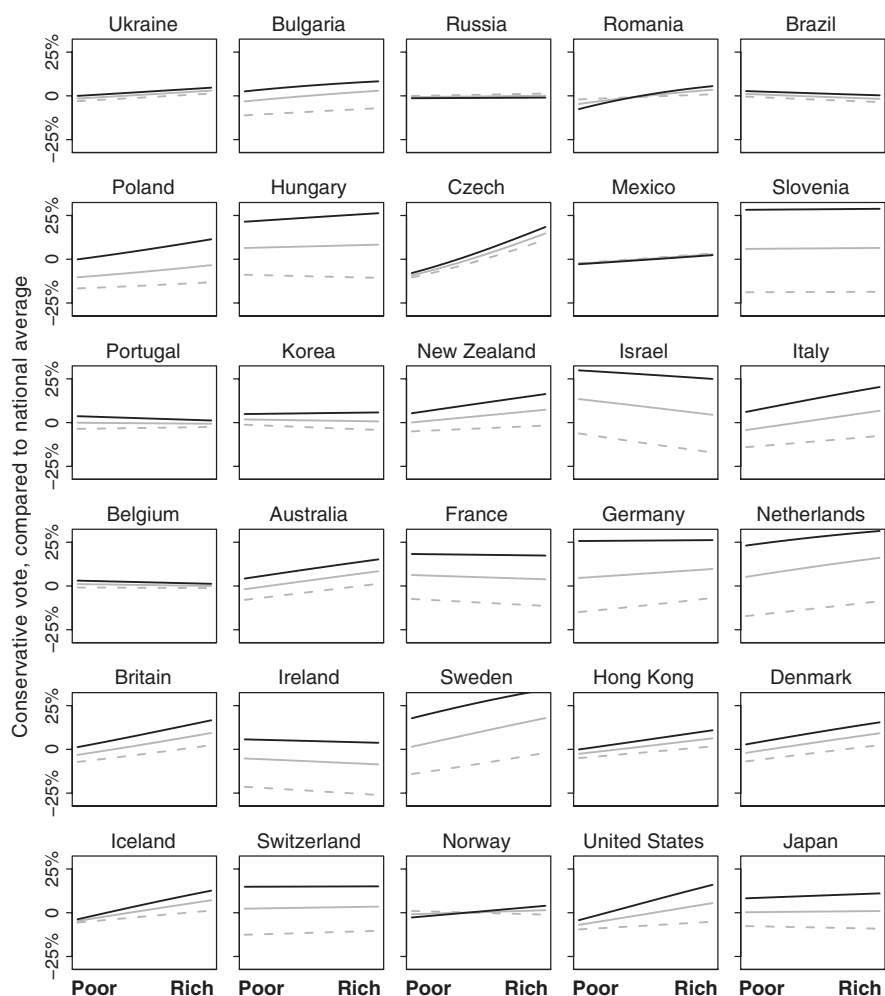 Ukraine Bulgaria Russia Romania Brazil
25%
0
−25%
Poland Hungary Czech Mexico Slovenia
25%
0
−25%
Portugal Korea New Zealand Israel Italy
25%
0
−25%
Belgium Australia France Germany Netherlands
25%
0
−25%
Britain Ireland Sweden Hong Kong Denmark
25%
0
−25%
Iceland Switzerland Norway United States Japan
25%
0
−25%
Conservative vote, compared to national average
Poor Rich Poor Rich Poor Rich Poor Rich Poor Rich